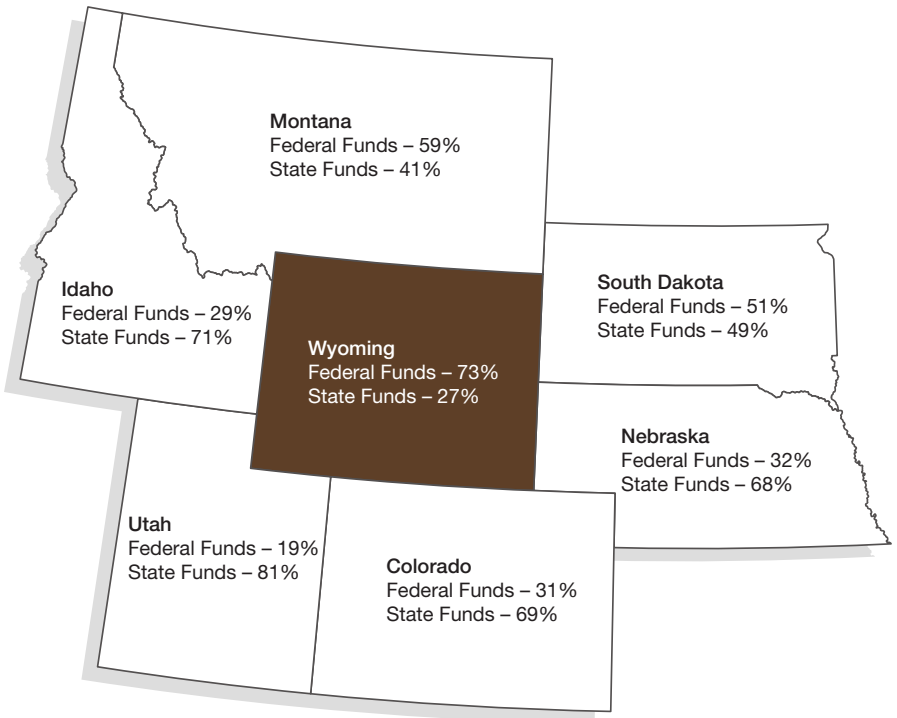 Montana
Federal Funds – 59%
State Funds – 41%
Idaho
Federal Funds – 29%
State Funds – 71%
Wyoming
Federal Funds – 73%
State Funds – 27%
South Dakota
Federal Funds – 51%
State Funds – 49%
Nebraska
Federal Funds – 32%
State Funds – 68%
Utah
Federal Funds – 19%
State Funds – 81%
Colorado
Federal Funds – 31%
State Funds – 69%